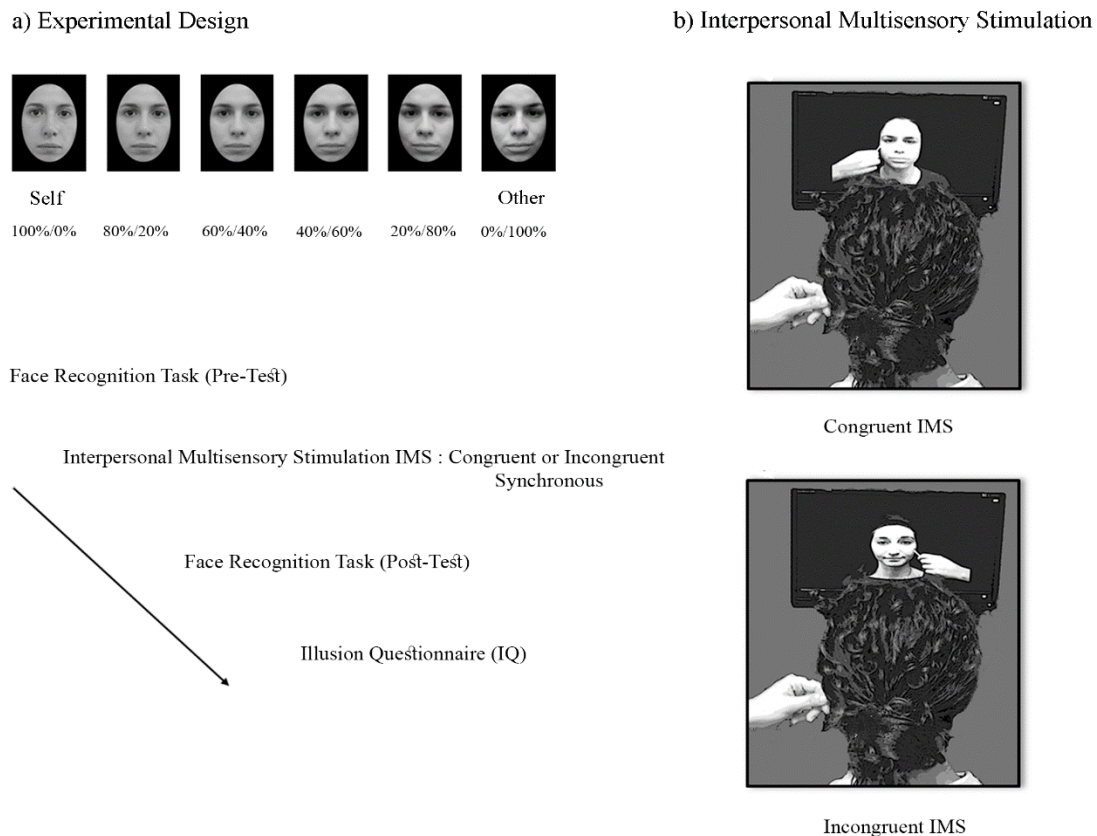 a) Experimental Design
b) Interpersonal Multisensory Stimulation
Self
Other
100%/0% 80%/20% 60%/40% 40%/60% 20%/80% 0%/100%
Face Recognition Task (Pre-Test)
Interpersonal Multisensory Stimulation IMS : Congruent or Incongruent
Synchronous
Face Recognition Task (Post-Test)
Illusion Questionnaire (IQ)
Congruent IMS
Incongruent IMS